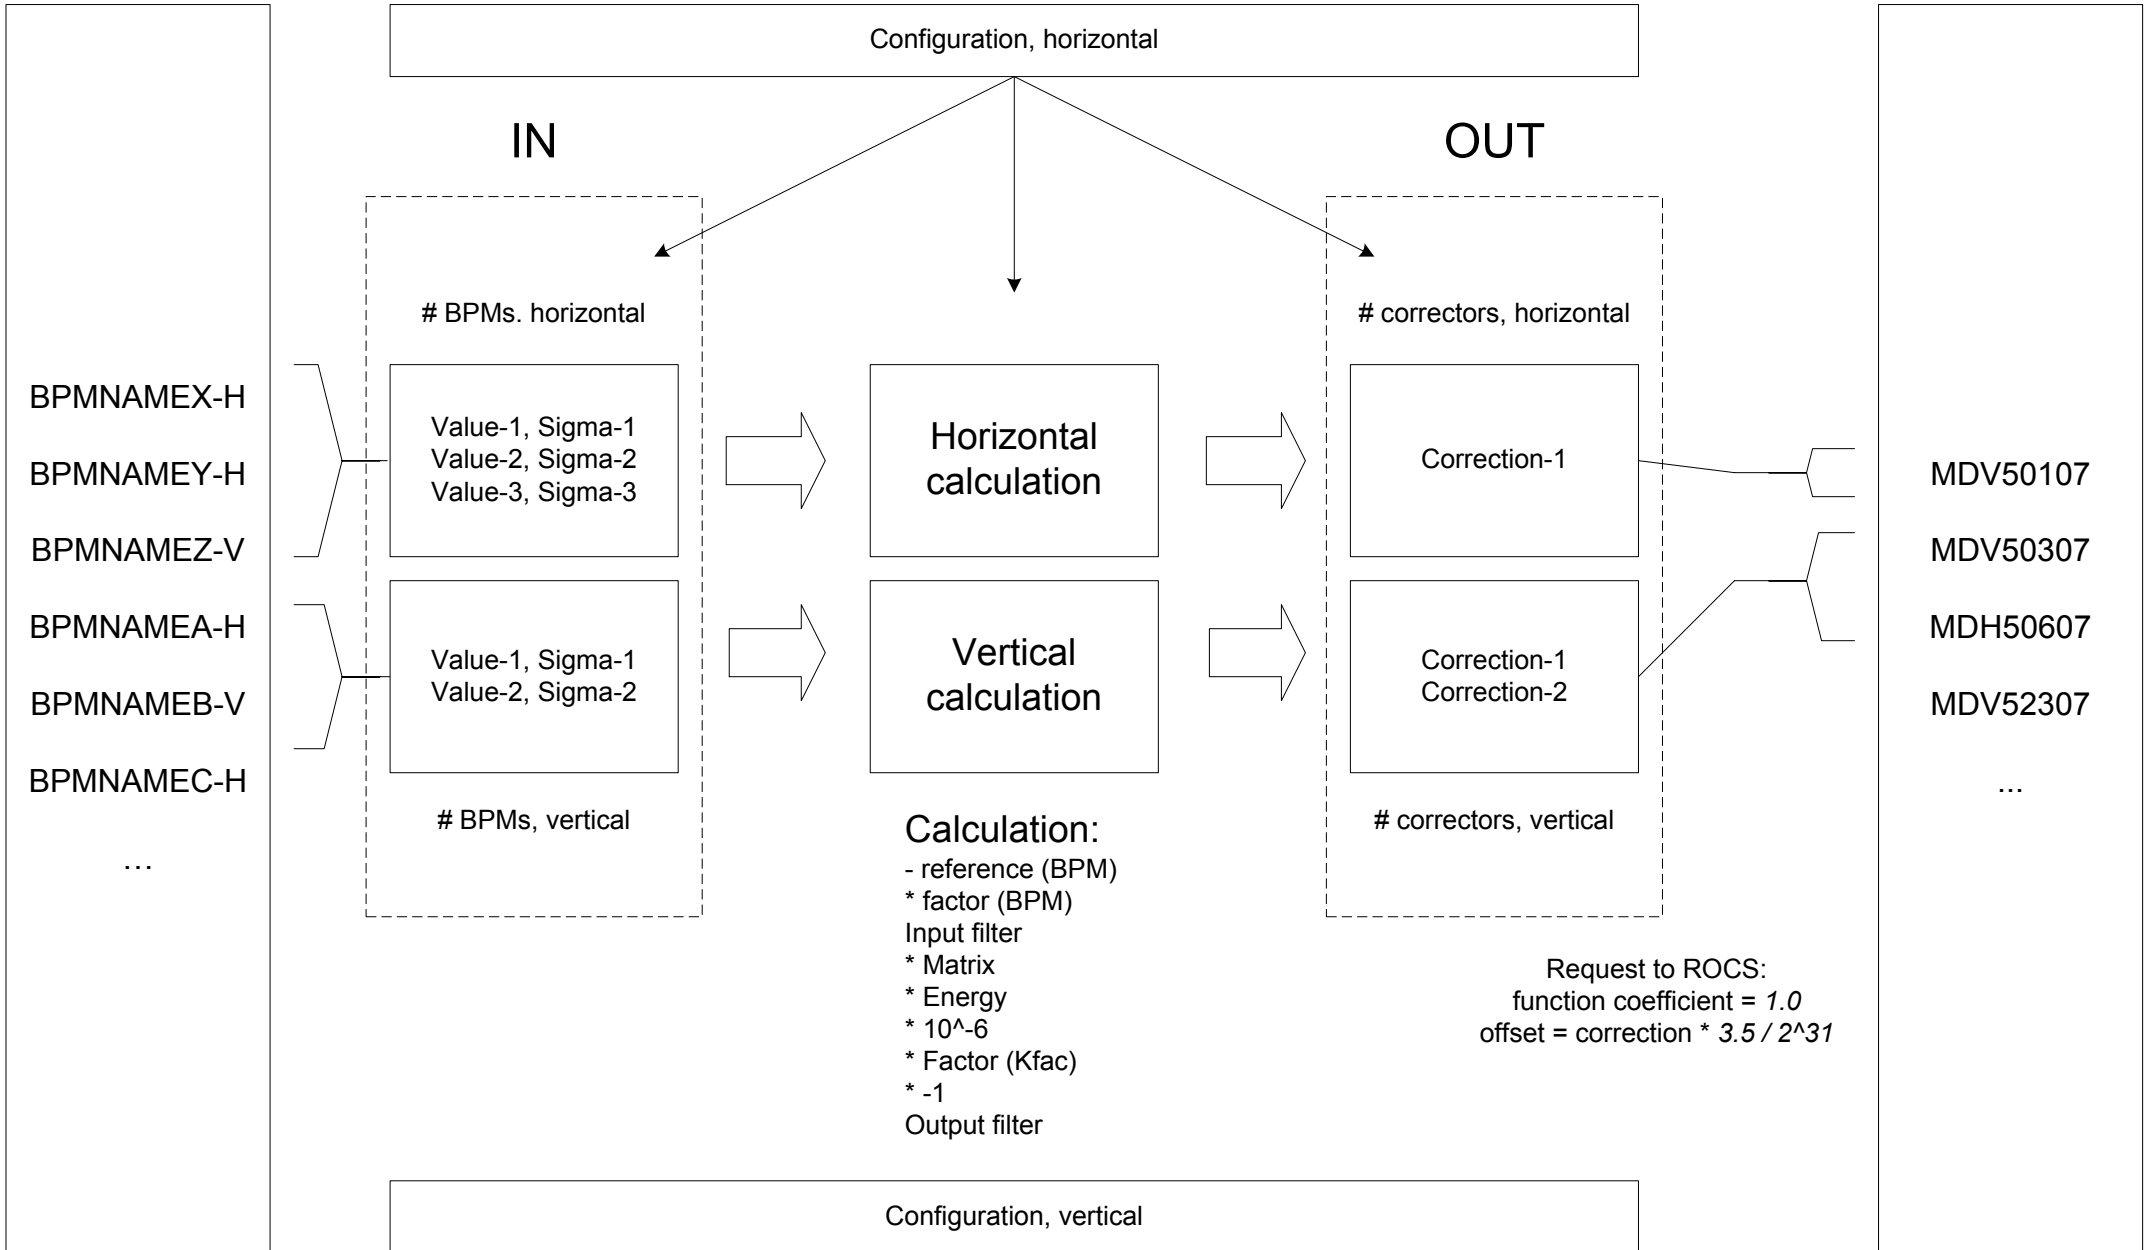 Configuration, horizontal
IN
OUT
# BPMs. horizontal
# correctors, horizontal
BPMNAMEX-H
BPMNAMEY-H
BPMNAMEZ-V
BPMNAMEA-H
BPMNAMEB-V
BPMNAMEC-H
...
Value-1, Sigma-1
Value-2, Sigma-2
Value-3, Sigma-3
Horizontal
calculation
Correction-1
Value-1, Sigma-1
Value-2, Sigma-2
Vertical
calculation
Correction-1
Correction-2
MDV50107
MDV50307
MDH50607
MDV52307
...
# BPMs, vertical
# correctors, vertical
Calculation:
- reference (BPM)
* factor (BPM)
Input filter
* Matrix
* Energy
* 10^-6
* Factor (Kfac)
* -1
Output filter
Request to ROCS:
function coefficient = 1.0
offset = correction * 3.5 / 2^31
Configuration, vertical